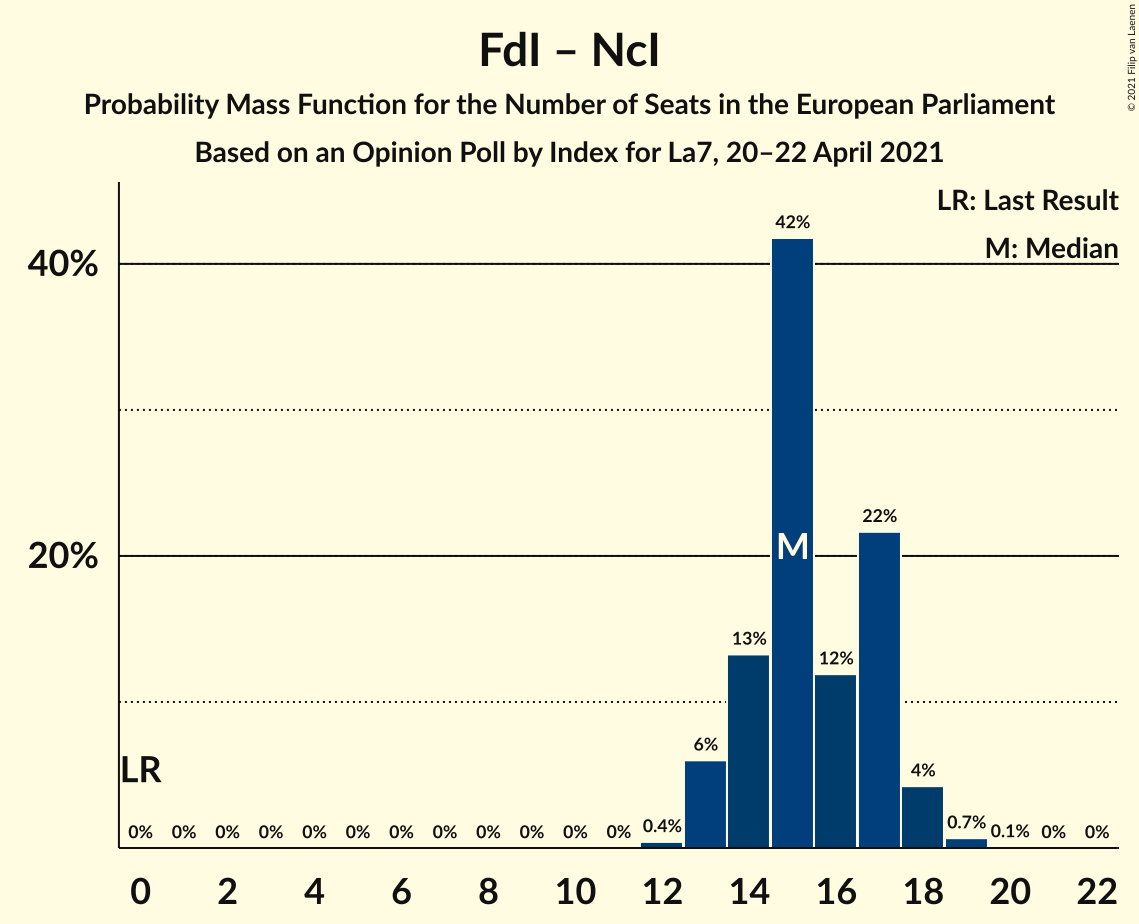 FdI – NcI
Probability Mass Function for the Number of Seats in the European Parliament
Based on an Opinion Poll by Index for La7, 20–22 April 2021
© 2021 Filip van Laenen
LR: Last Result
M: Median
40%
20%
42%
M
22%
13%
12%
6%
4%
LR
0% 0% 0% 0% 0% 0% 0% 0% 0% 0% 0% 0% 0.4% 0.7% 0.1% 0% 0%
0 2 4 6 8 10 12 14 16 18 20 22